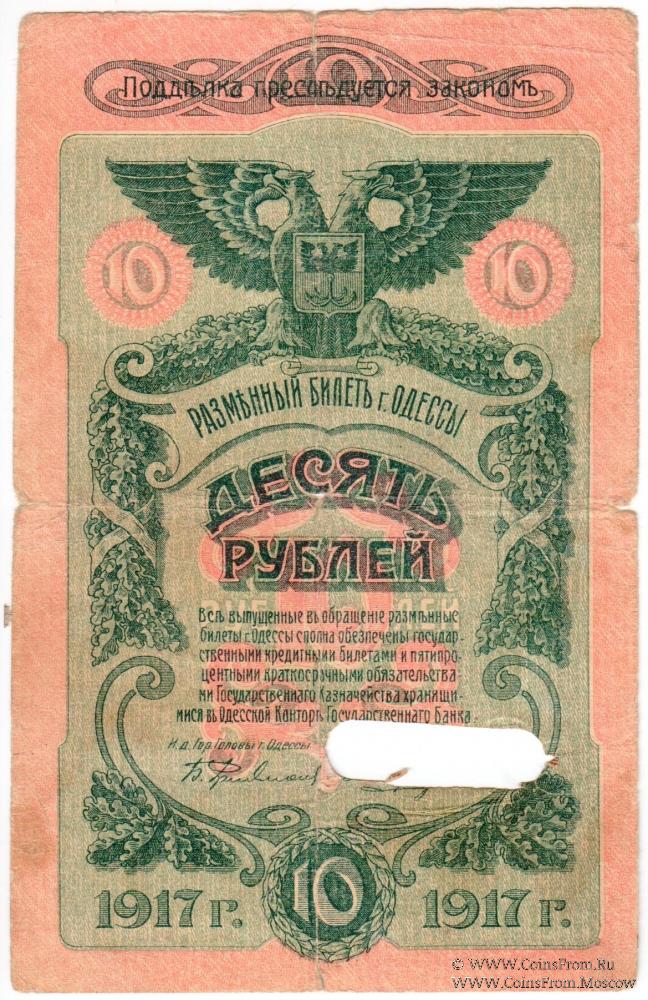 Поддѣлка преслѣдуется закономъ.
10 10
РАЗМѢННЫЙ БИЛЕТЪ г. ОДЕССЫ
ДЕСЯТЬ
РУБЛЕЙ
Всѣ выпущенные въ обращение размѣнные
билеты г. Одессы сполна обезпечены государ-
ственными кредитными билетами и пятипро-
центными краткосрочными обязательства-
ми Государственнаго Казначейства хранящи-
мися въ Одесской Конторѣ Государственнаго Банка.
И.д. Гор. Головы г. Одессы
10
1917 г. 1917 г.
© WWW.CoinsFrom.Ru
WWW.CoinsFrom.Moscow